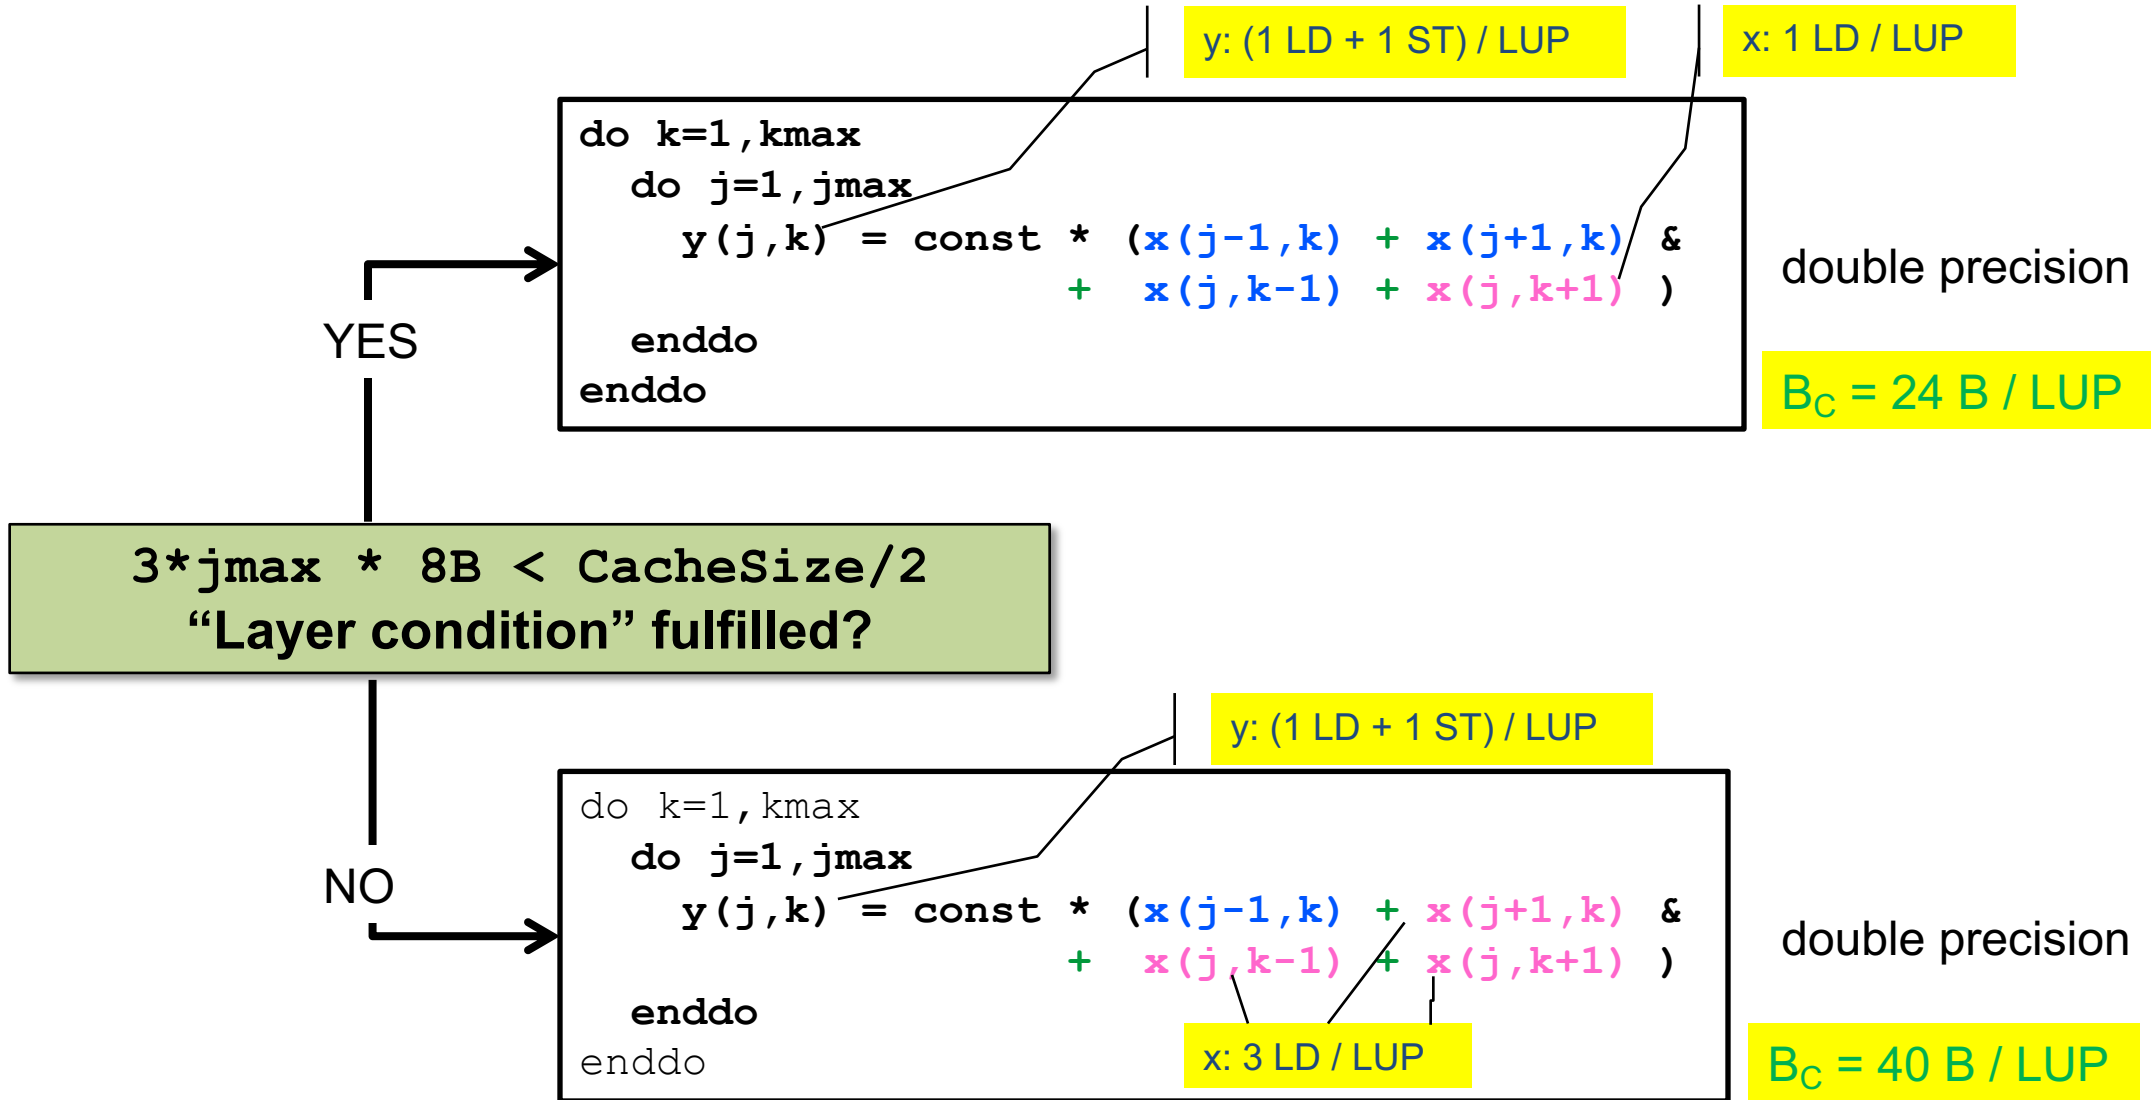 y: (1 LD + 1 ST) / LUP
x: 1 LD / LUP
do k=1,kmax
do j=1,jmax
y(j,k) = const * (x(j-1,k) + x(j+1,k) &
+ x(j,k-1) + x(j,k+1) )
enddo
enddo
double precision
B_C = 24 B / LUP
YES
3*jmax * 8B < CacheSize/2
“Layer condition” fulfilled?
NO
y: (1 LD + 1 ST) / LUP
do k=1,kmax
do j=1,jmax
y(j,k) = const * (x(j-1,k) + x(j+1,k) &
+ x(j,k-1) + x(j,k+1) )
enddo
enddo
x: 3 LD / LUP
double precision
B_C = 40 B / LUP